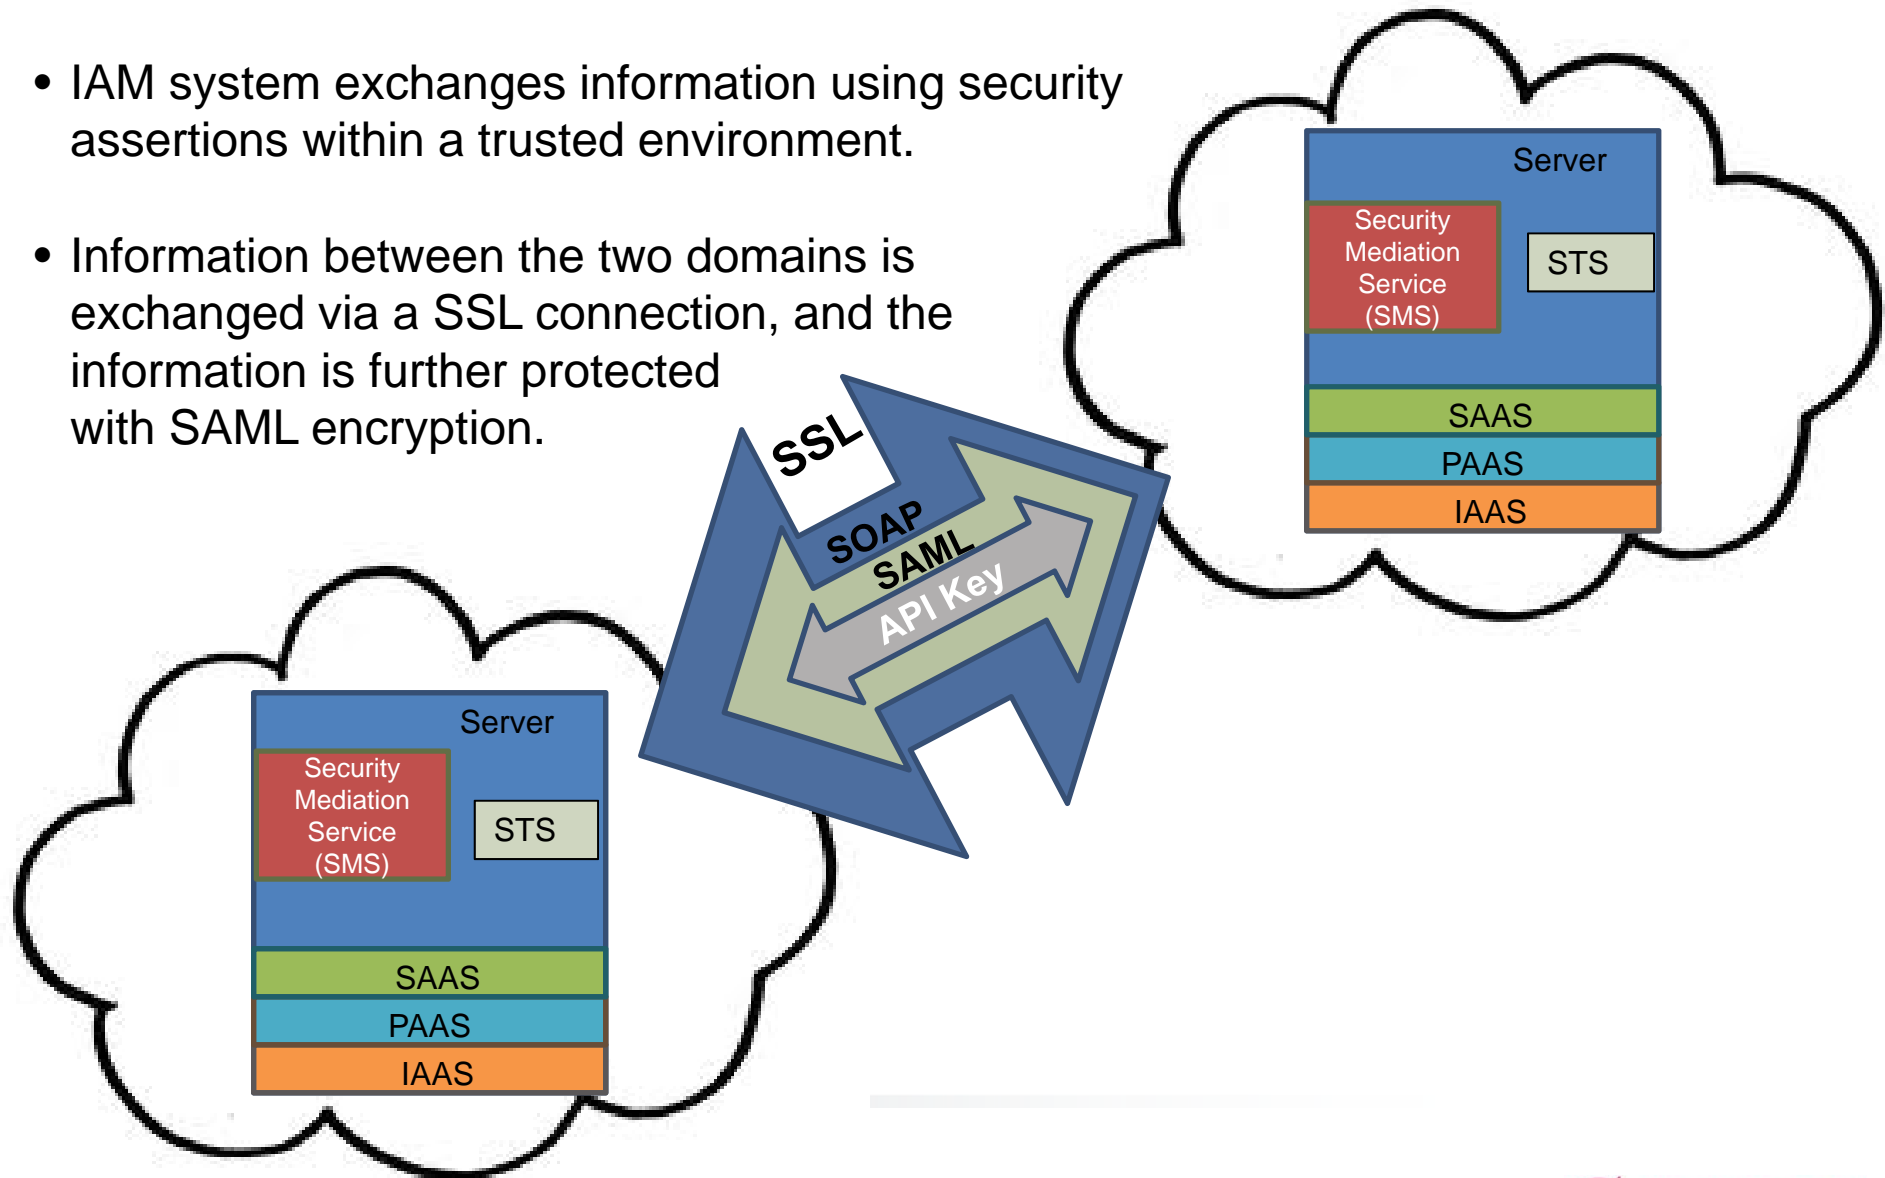 • IAM system exchanges information using security
assertions within a trusted environment.
• Information between the two domains is
exchanged via a SSL connection, and the
information is further protected
with SAML encryption.
Server
Security
Mediation
Service
(SMS)
STS
SAAS
PAAS
IAAS
SSL
SOAP
SAML
API Key
Server
Security
Mediation
Service
(SMS)
STS
SAAS
PAAS
IAAS